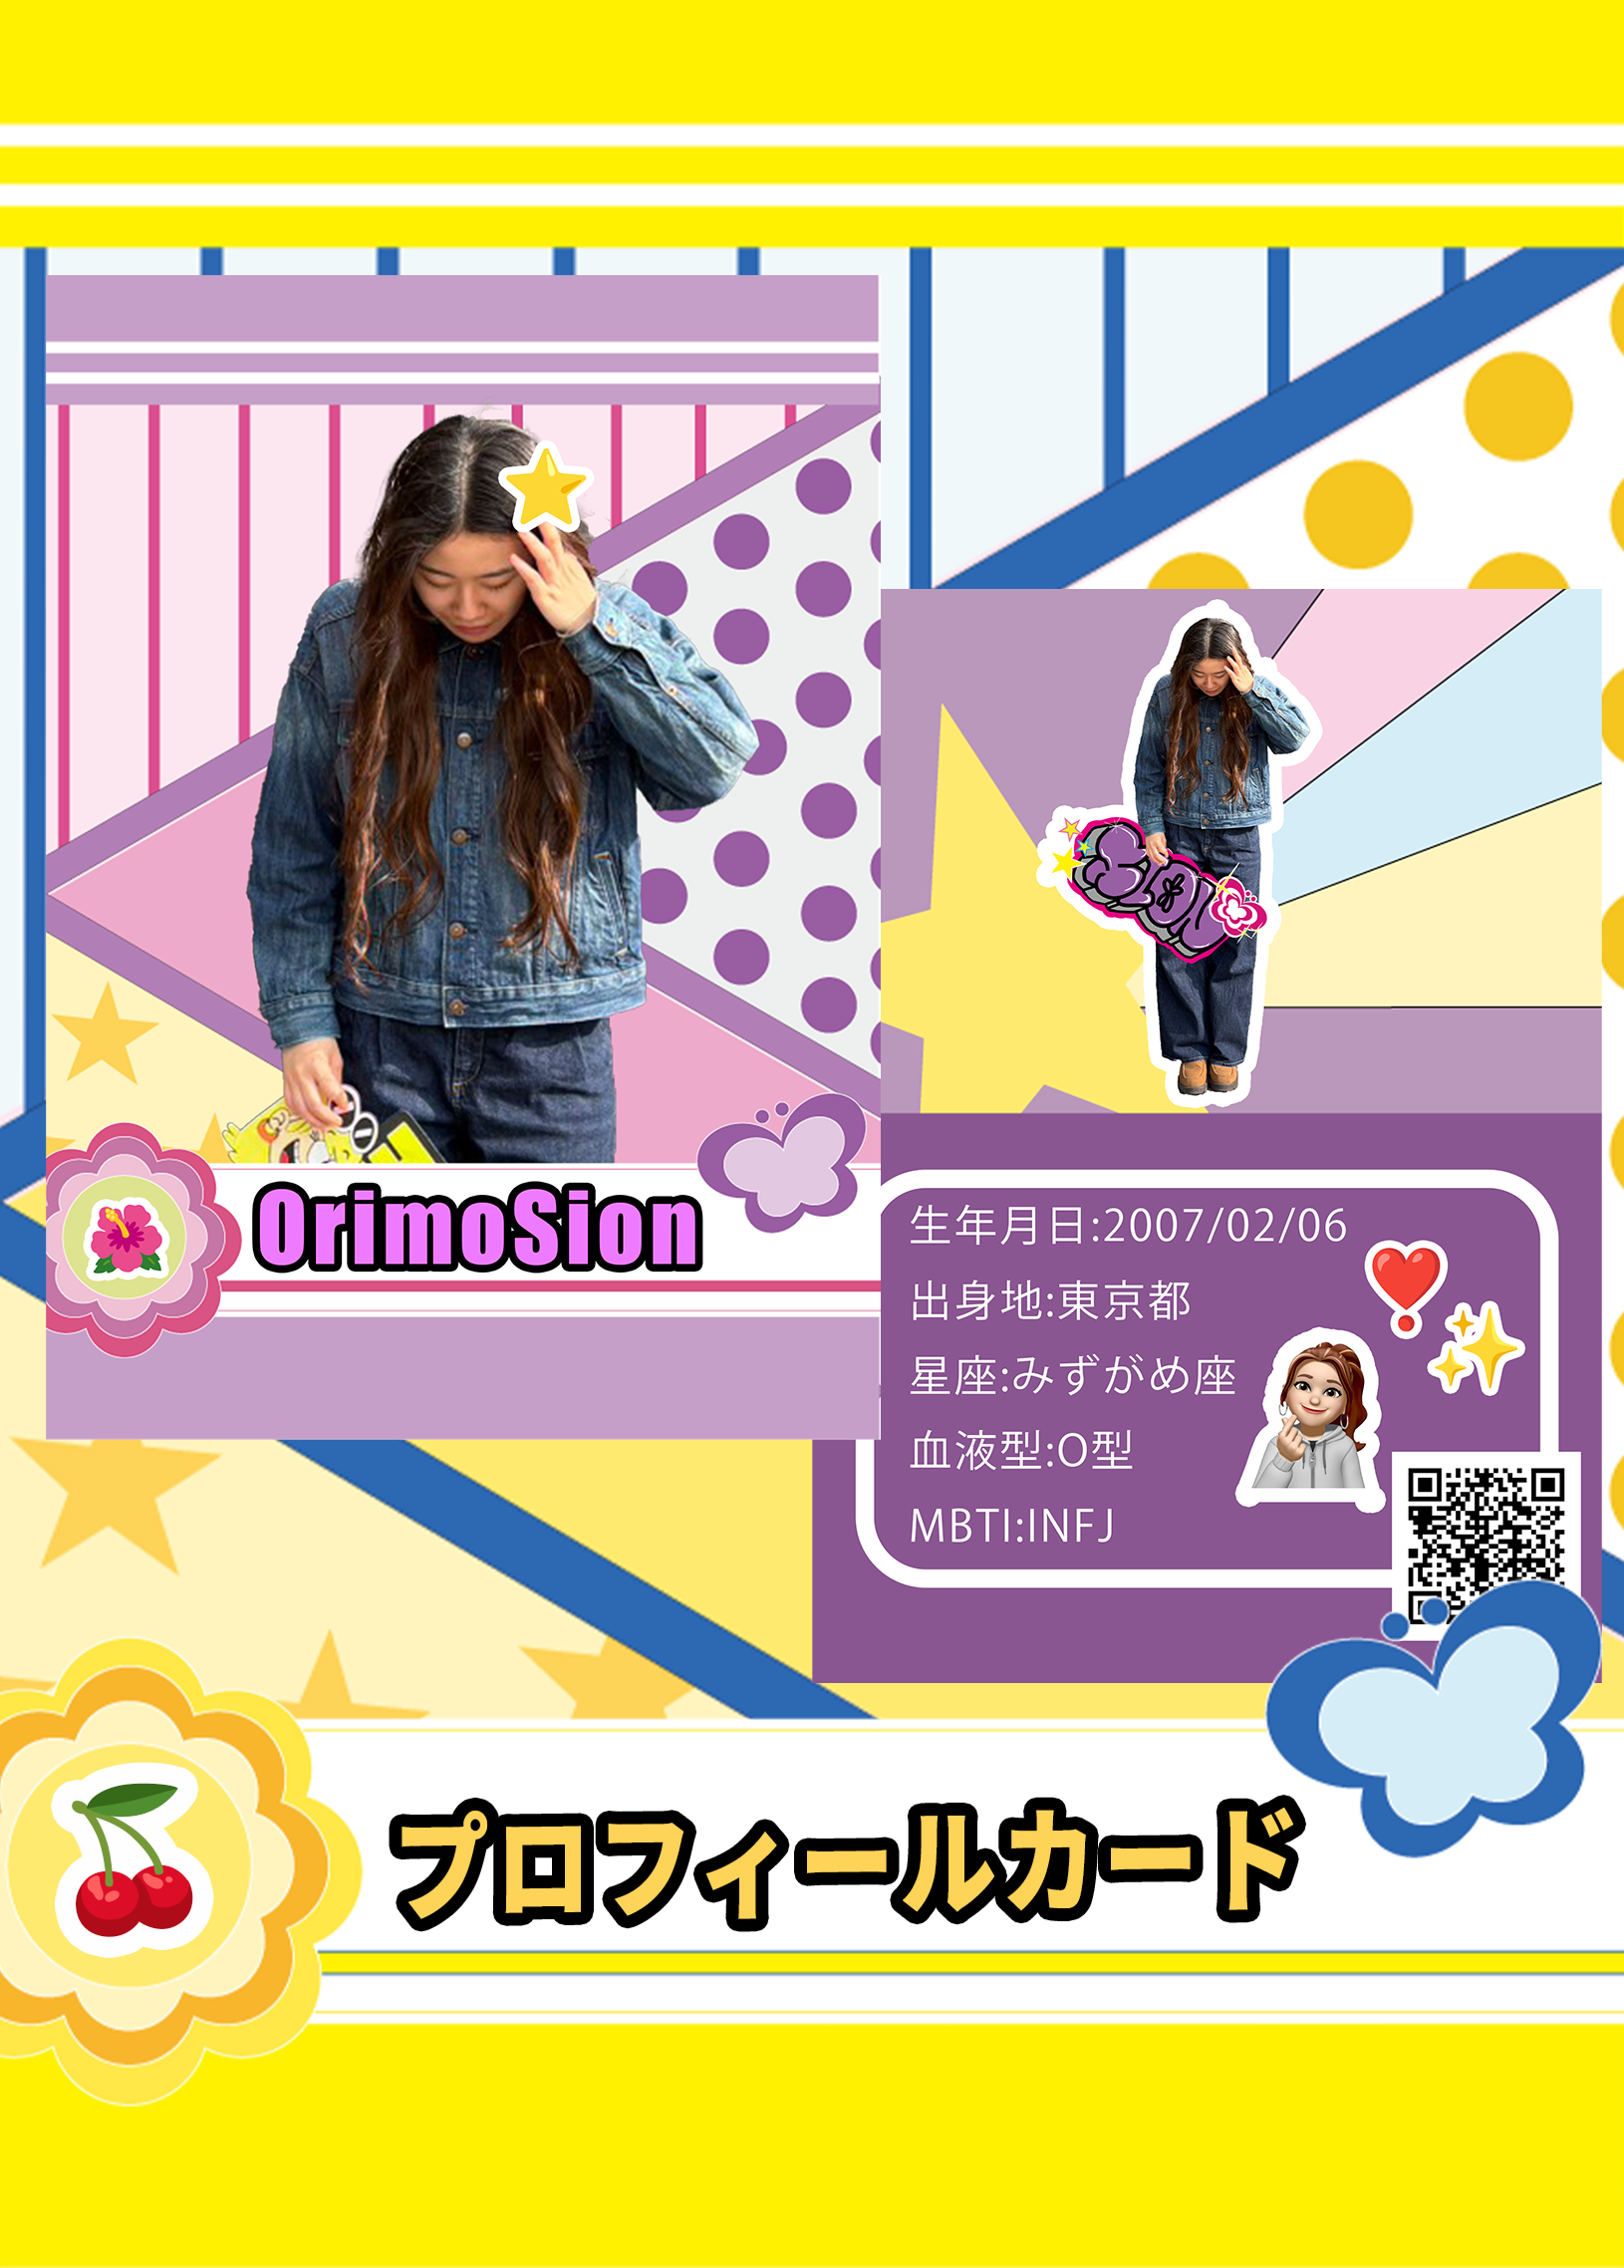 OrimoSion
SION
生年月日:2007/02/06
出身地:東京都
星座:みずがめ座
血液型:O型
MBTI:INFJ
プロフィールカード